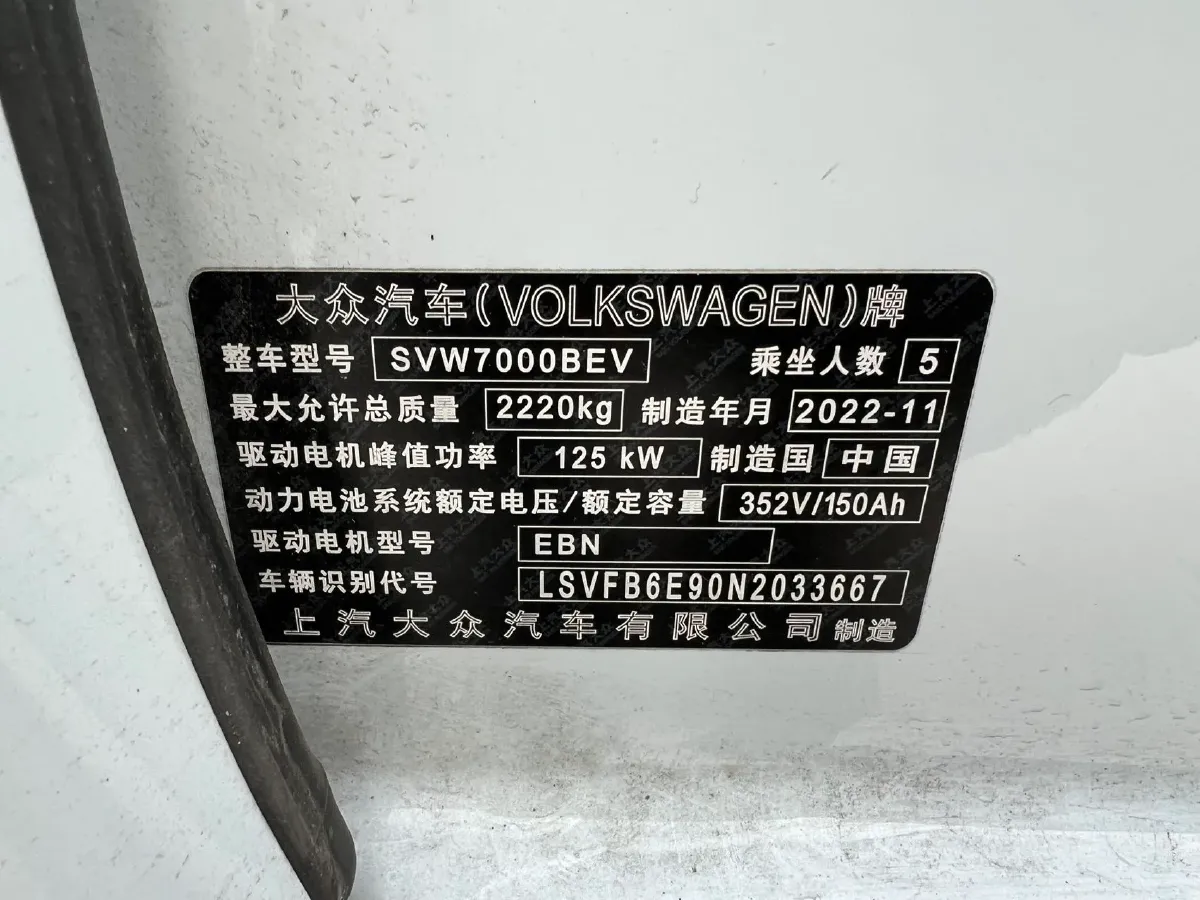 大众汽车(VOLKSWAGEN)牌
整车型号 SVW7000BEV 乘坐人数 5
最大允许总质量 2220kg 制造年月 2022-11
驱动电机峰值功率 125 kW 制造国 中国
动力电池系统额定电压/额定容量 352V/150Ah
驱动电机型号 EBN
车辆识别代号 LSVFB6E90N2033667
上汽大众汽车有限公司 制造